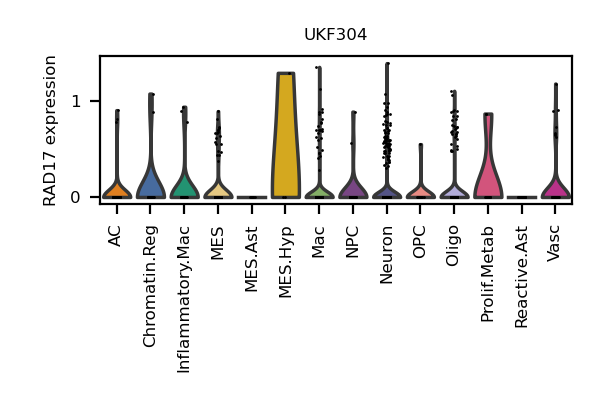 UKF304
RAD17 expression
1
0
AC
Chromatin.Reg
Inflammatory.Mac
MES
MES.Ast
MES.Hyp
Mac
NPC
Neuron
OPC
Oligo
Prolif.Metab
Reactive.Ast
Vasc